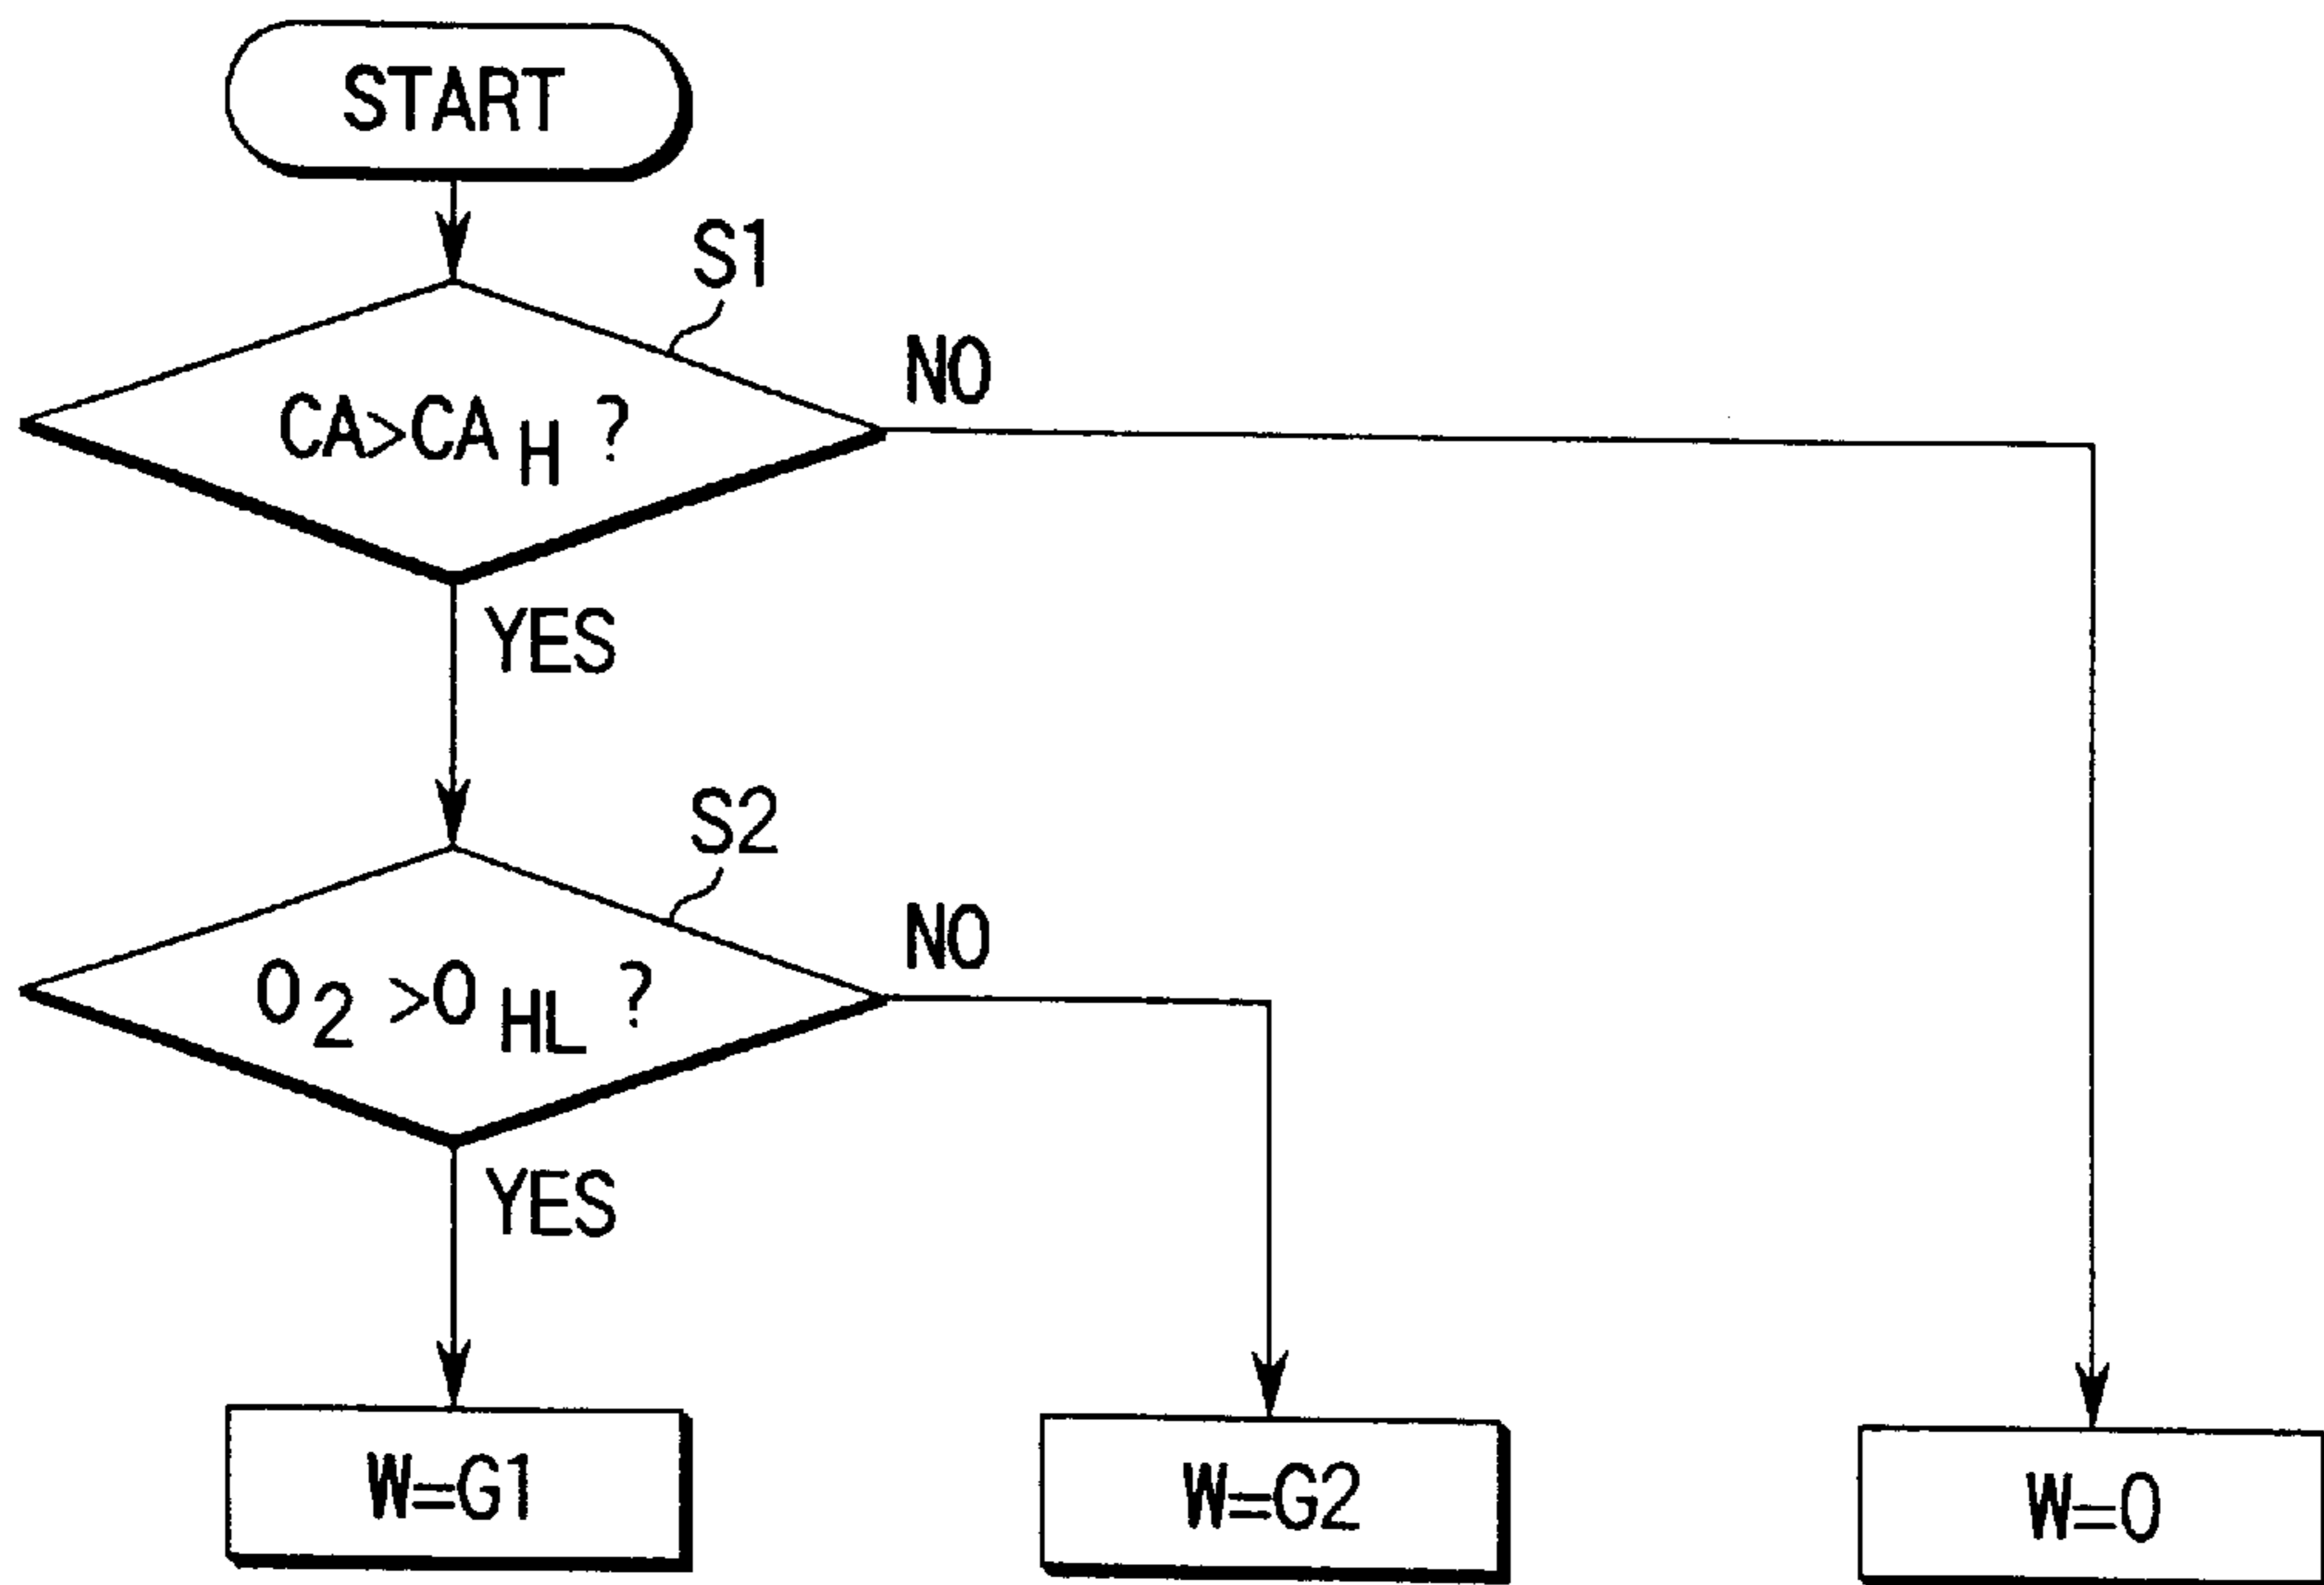 START
S1
CA>CA H ?
NO
YES
S2
O 2 >O HL ?
NO
YES
W=G1
W=G2
W=0